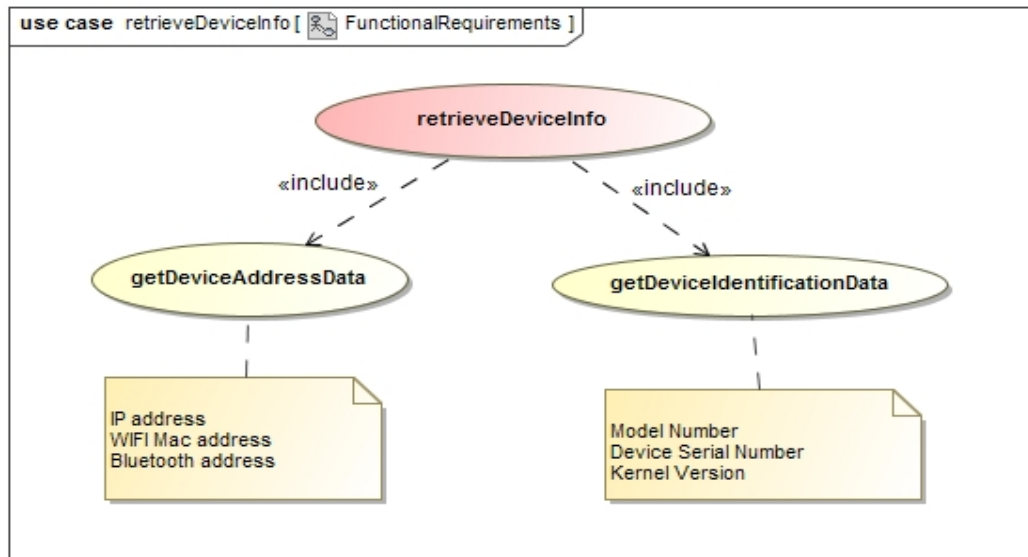 use case retrieveDeviceInfo [ FunctionalRequirements ]
retrieveDeviceInfo
«include»
«include»
getDeviceAddressData
getDeviceIdentificationData
IP address
WIFI Mac address
Bluetooth address
Model Number
Device Serial Number
Kernel Version